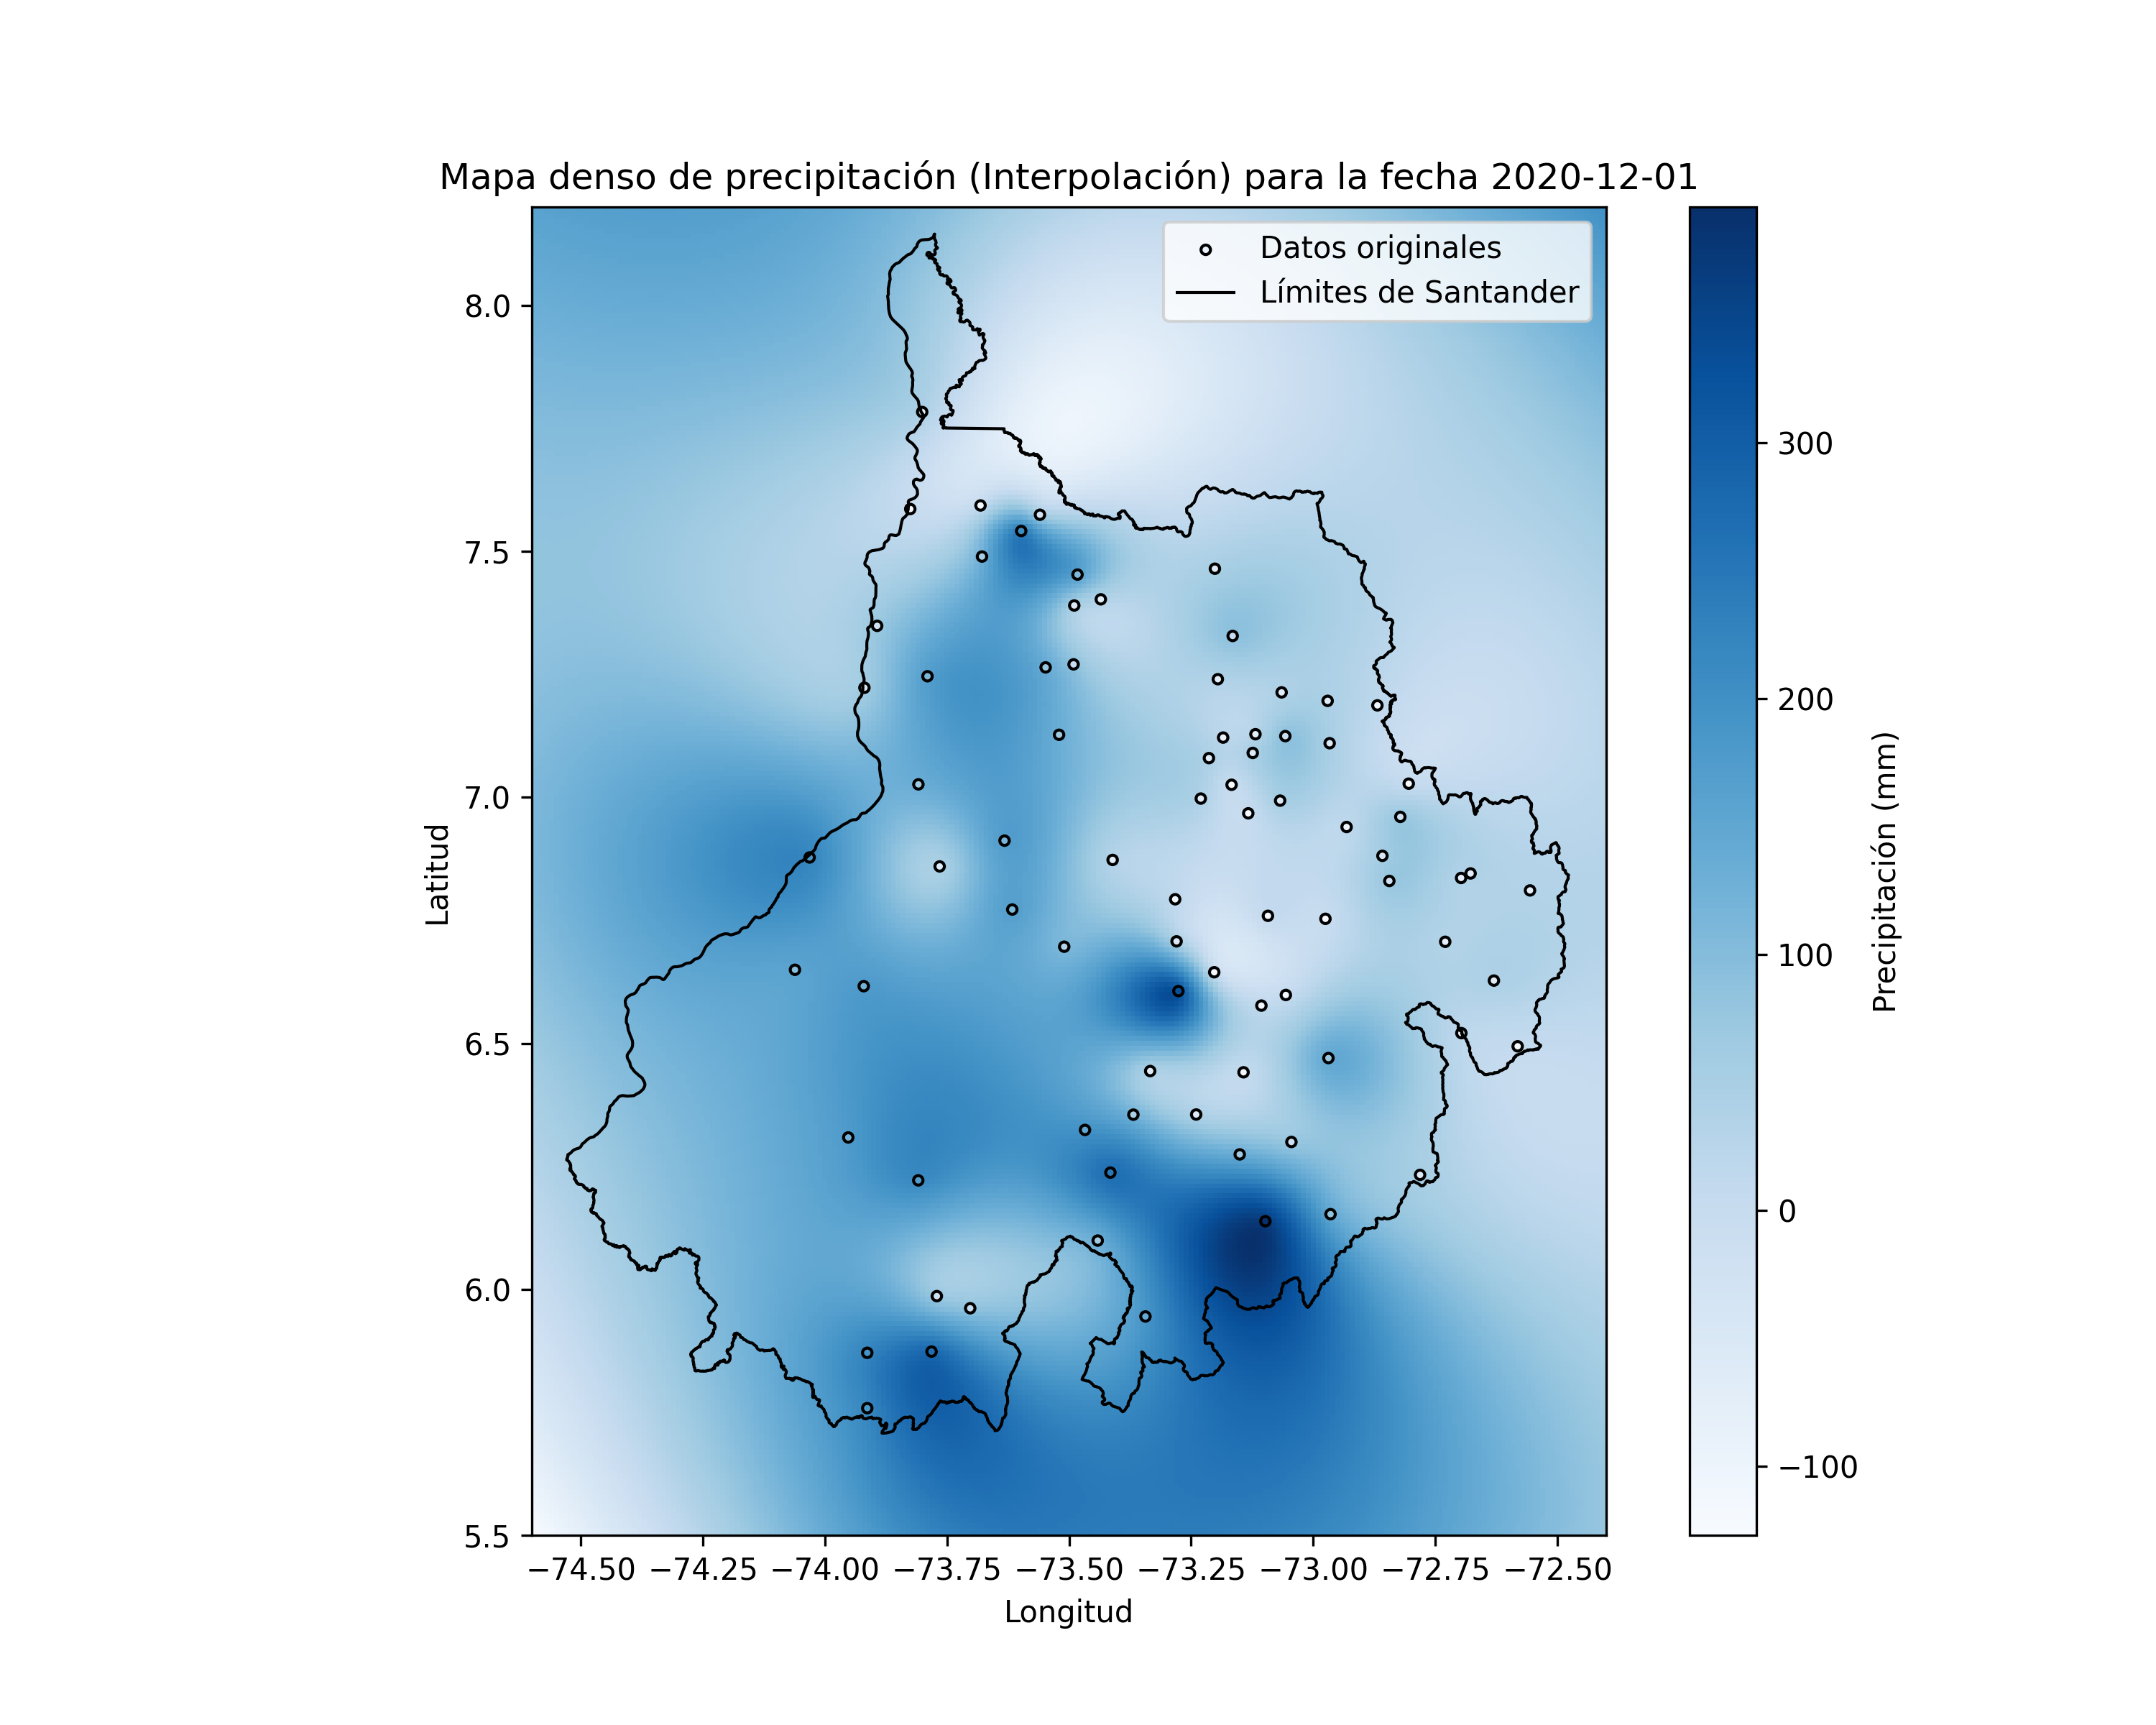 Mapa denso de precipitación (Interpolación) para la fecha 2020-12-01
Datos originales
Límites de Santander
8.0
7.5
7.0
6.5
6.0
5.5
Latitud
−74.50 −74.25 −74.00 −73.75 −73.50 −73.25 −73.00 −72.75 −72.50
Longitud
300
200
100
0
−100
Precipitación (mm)